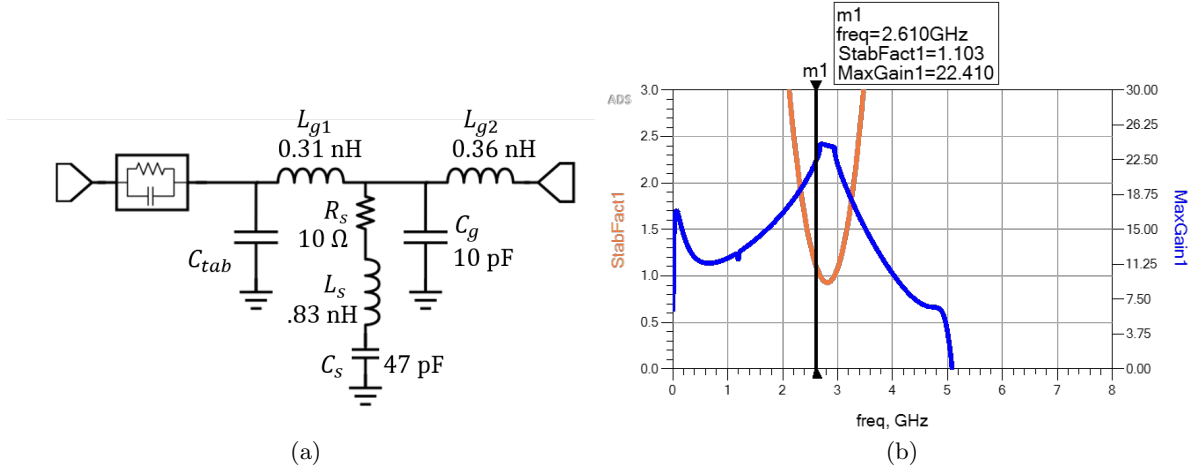 L_{g1}
0.31 nH
L_{g2}
0.36 nH
R_s
10 Ω
C_{tab}
C_g
10 pF
L_s
.83 nH
C_s
47 pF
(a)
m1
freq=2.610GHz
StabFact1=1.103
MaxGain1=22.410
ADS
m1
StabFact1
3.0
2.5
2.0
1.5
1.0
0.5
0.0
30.00
26.25
22.50
18.75
15.00
11.25
7.50
3.75
0.00
MaxGain1
0 1 2 3 4 5 6 7 8
freq, GHz
(b)